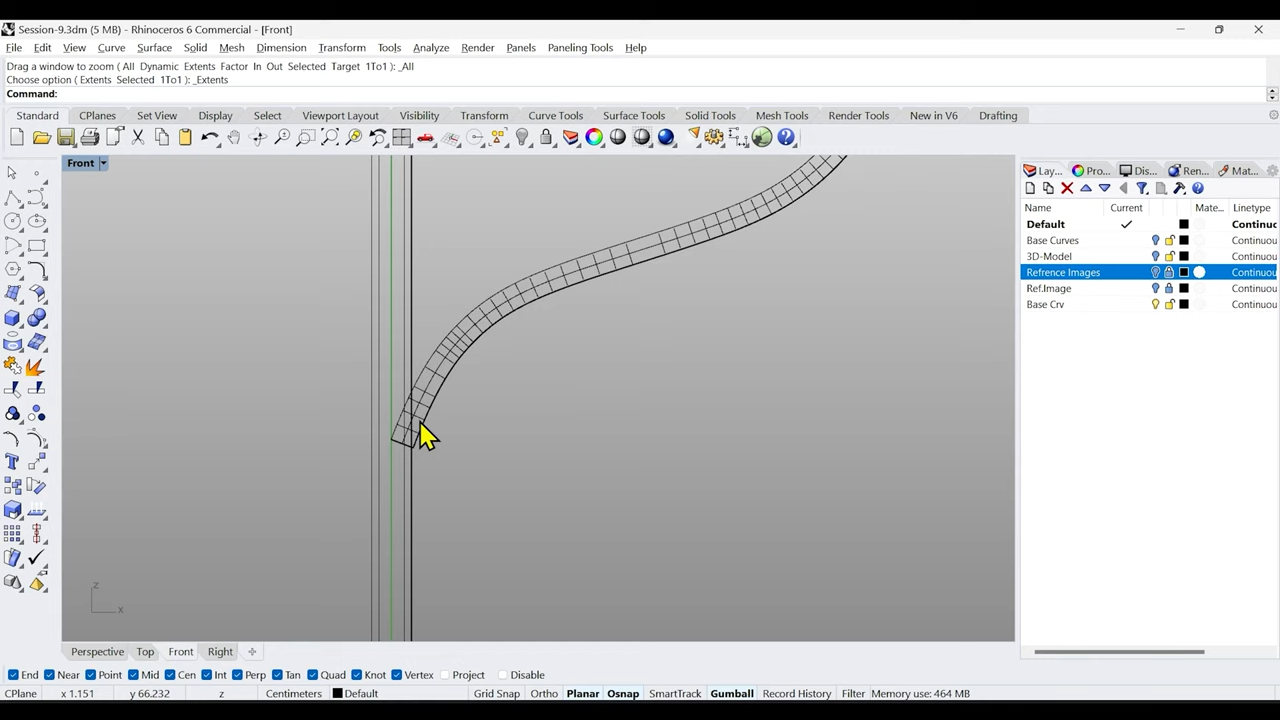 Session-9.3dm (5 MB) - Rhinoceros 6 Commercial - [Front]
File Edit View Curve Surface Solid Mesh Dimension Transform Tools Analyze Render Panels Paneling Tools Help
Drag a window to zoom ( All Dynamic Extents Factor In Out Selected Target 1To1 ): _All
Choose option ( Extents Selected 1To1 ): _Extents
Command:
Standard CPlanes Set View Display Select Viewport Layout Visibility Transform Curve Tools Surface Tools Solid Tools Mesh Tools Render Tools New in V6 Drafting
Front
Lay... Pro... Dis... Ren... Mat...
Name Current Mate... Linetype
Default Continuo
Base Curves Continuou
3D-Model Continuou
Refrence Images Continuou
Ref.Image Continuou
Base Crv Continuou
z
x
Perspective Top Front Right
End Near Point Mid Cen Int Perp Tan Quad Knot Vertex Project Disable
CPlane x 1.151 y 66.232 z Centimeters Default Grid Snap Ortho Planar Osnap SmartTrack Gumball Record History Filter Memory use: 464 MB